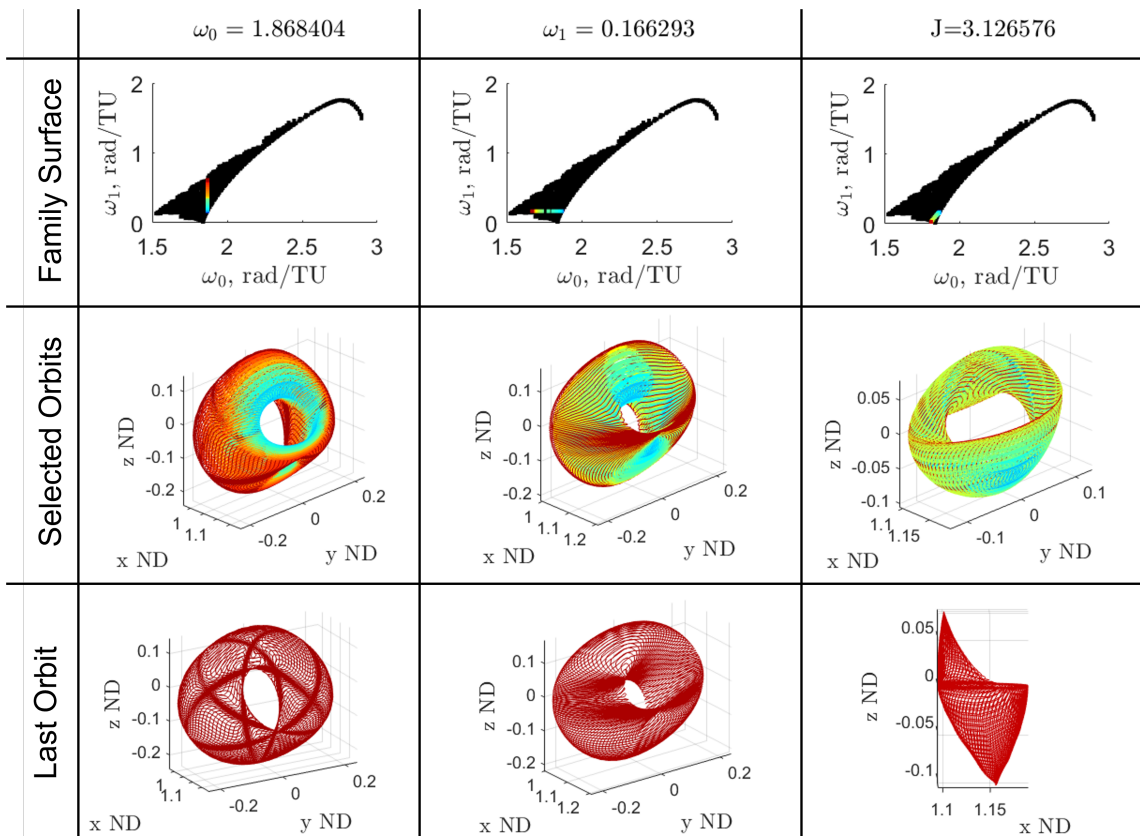 ω₀ = 1.868404
ω₁ = 0.166293
J=3.126576
Family Surface
2
1
0
ω₁, rad/TU
1.5 2 2.5 3
ω₀, rad/TU
2
1
0
ω₁, rad/TU
1.5 2 2.5 3
ω₀, rad/TU
2
1
0
ω₁, rad/TU
1.5 2 2.5 3
ω₀, rad/TU
Selected Orbits
0.1
0
-0.1
-0.2
z ND
1
1.1
x ND
-0.2 0 0.2
y ND
0.1
0
-0.1
-0.2
z ND
1
1.1
1.2
x ND
-0.2 0 0.2
y ND
0.05
0
-0.05
-0.1
z ND
1.1
1.15
x ND
-0.1 0 0.1
y ND
Last Orbit
0.1
0
-0.1
-0.2
z ND
1
1.1
x ND
-0.2 0 0.2
y ND
0.1
0
-0.1
-0.2
z ND
1
1.1
1.2
x ND
-0.2 0 0.2
y ND
0.05
0
-0.05
-0.1
z ND
1.1 1.15
x ND